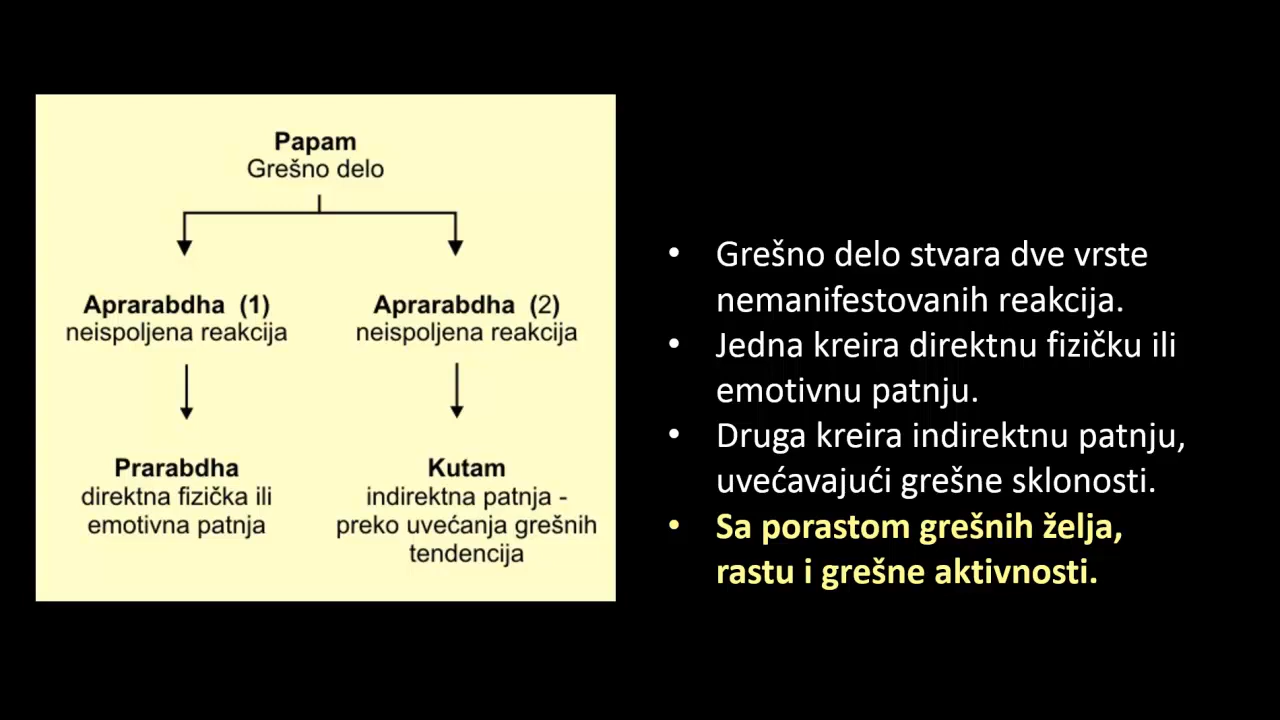 Papam
Grešno delo
Aprarabdha (1)
neispoljena reakcija
Aprarabdha (2)
neispoljena reakcija
Prarabdha
direktna fizička ili
emotivna patnja
Kutam
indirektna patnja -
preko uvećanja grešnih
tendencija
• Grešno delo stvara dve vrste
nemanifestovanih reakcija.
• Jedna kreira direktnu fizičku ili
emotivnu patnju.
• Druga kreira indirektnu patnju,
uvećavajući grešne sklonosti.
• Sa porastom grešnih želja,
rastu i grešne aktivnosti.